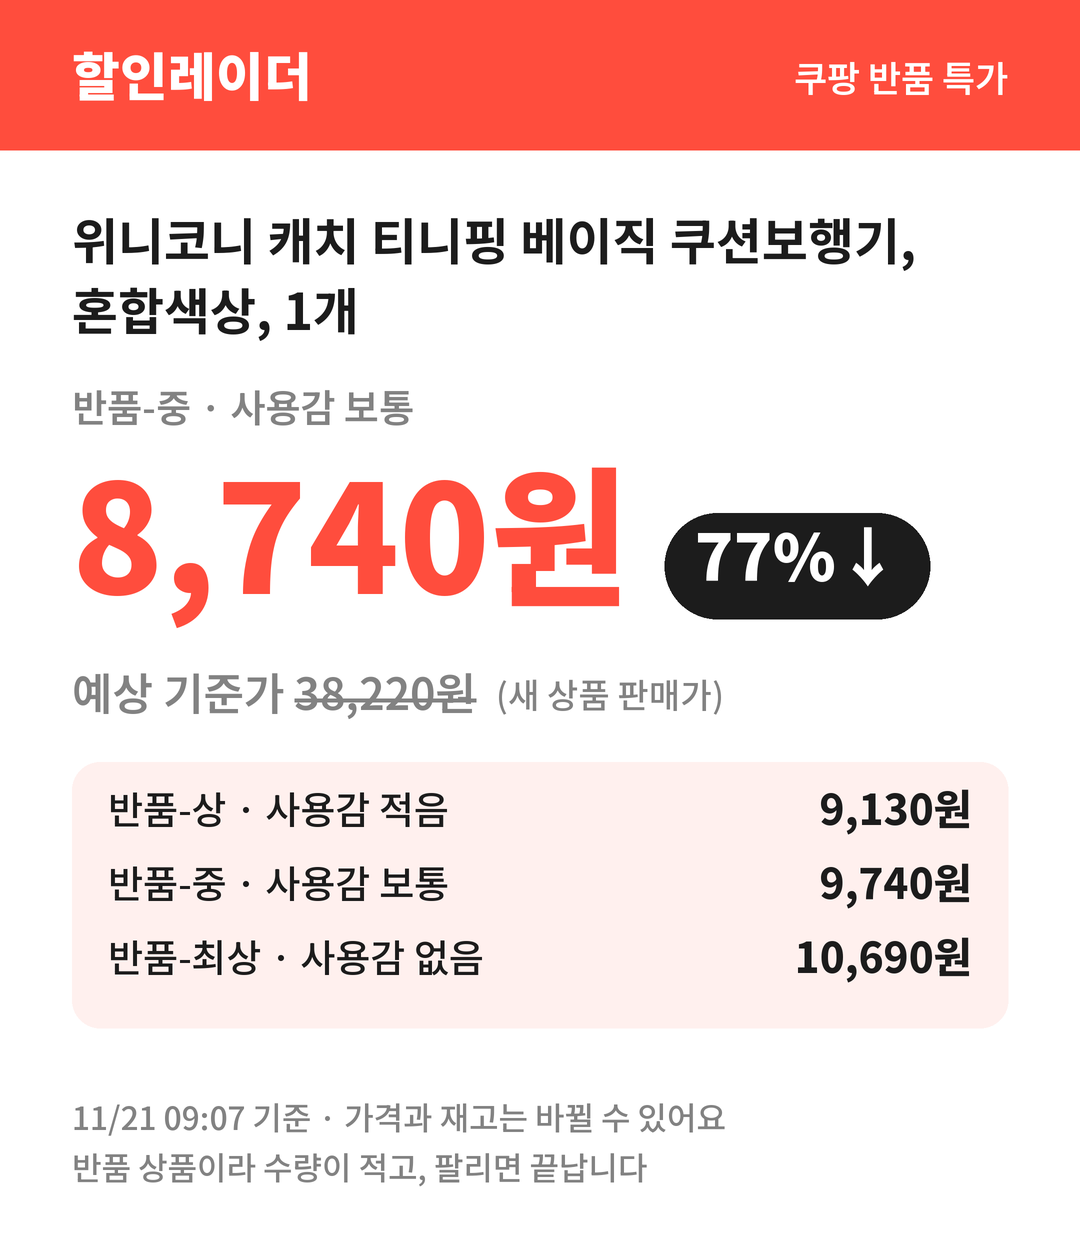 할인레이더
쿠팡 반품 특가
위니코니 캐치 티니핑 베이직 쿠션보행기,
혼합색상, 1개
반품-중 · 사용감 보통
8,740원 77%↓
예상 기준가 38,220원 (새 상품 판매가)
반품-상 · 사용감 적음 9,130원
반품-중 · 사용감 보통 9,740원
반품-최상 · 사용감 없음 10,690원
11/21 09:07 기준 · 가격과 재고는 바뀔 수 있어요
반품 상품이라 수량이 적고, 팔리면 끝납니다